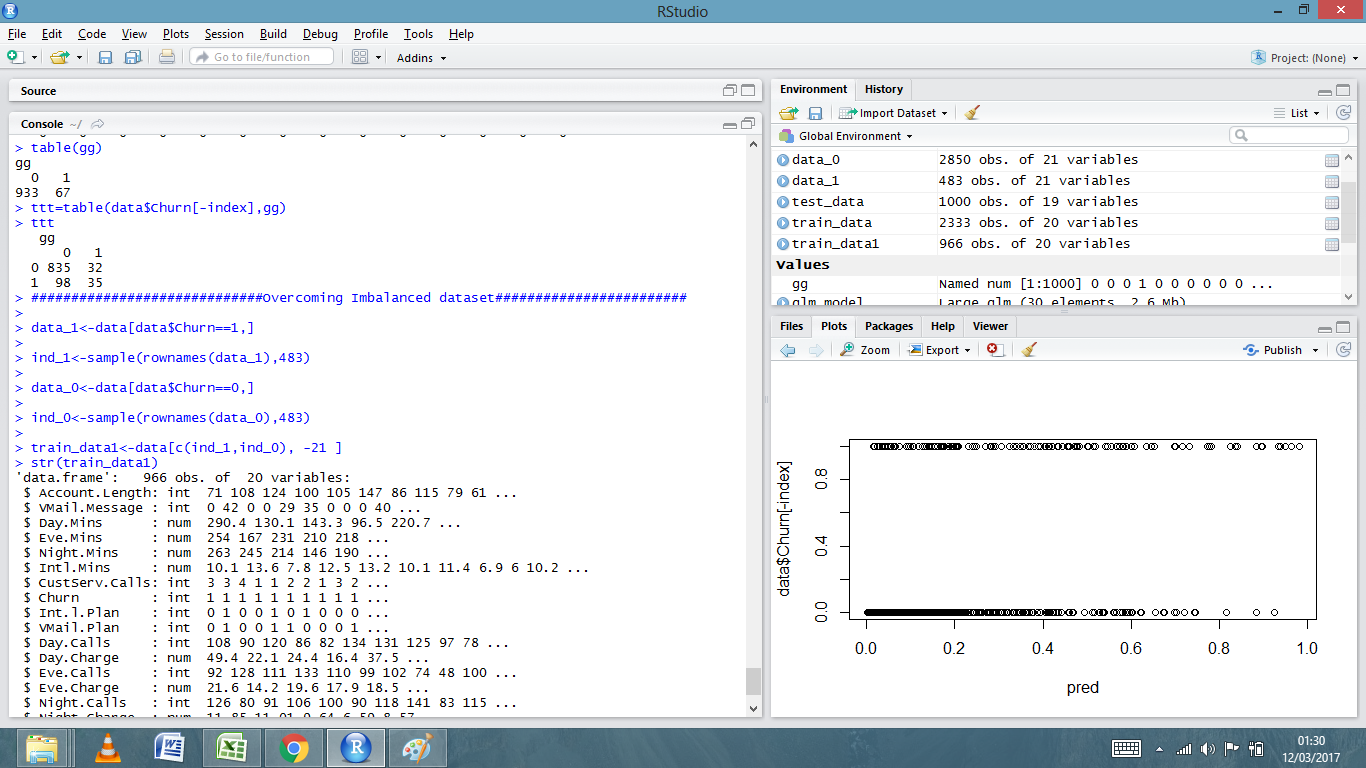 RStudio
File Edit Code View Plots Session Build Debug Profile Tools Help
Go to file/function
Addins
Project: (None)
Source
Console ~/
> table(gg)
gg
  0   1
933  67
> ttt=table(data$Churn[-index],gg)
> ttt
   gg
      0   1
  0 835  32
  1  98  35
> #############################Overcoming Imbalanced dataset########################
>
> data_1<-data[data$Churn==1,]
>
> ind_1<-sample(rownames(data_1),483)
>
> data_0<-data[data$Churn==0,]
>
> ind_0<-sample(rownames(data_0),483)
>
> train_data1<-data[c(ind_1,ind_0), -21 ]
> str(train_data1)
'data.frame':   966 obs. of  20 variables:
 $ Account.Length: int  71 108 124 100 105 147 86 115 79 61 ...
 $ VMail.Message : int  0 42 0 0 29 35 0 0 0 40 ...
 $ Day.Mins      : num  290.4 130.1 143.3 96.5 220.7 ...
 $ Eve.Mins      : num  254 167 231 210 218 ...
 $ Night.Mins    : num  263 245 214 146 190 ...
 $ Intl.Mins     : num  10.1 13.6 7.8 12.5 13.2 10.1 11.4 6.9 6 10.2 ...
 $ CustServ.Calls: int  3 3 4 1 1 2 2 1 3 2 ...
 $ Churn         : int  1 1 1 1 1 1 1 1 1 1 ...
 $ Int.l.Plan    : int  0 1 0 0 1 0 1 0 0 0 ...
 $ VMail.Plan    : int  0 1 0 0 1 1 0 0 0 1 ...
 $ Day.Calls     : int  108 90 120 86 82 134 131 125 97 78 ...
 $ Day.Charge    : num  49.4 22.1 24.4 16.4 37.5 ...
 $ Eve.Calls     : int  92 128 111 133 110 99 102 74 48 100 ...
 $ Eve.Charge    : num  21.6 14.2 19.6 17.9 18.5 ...
 $ Night.Calls   : int  126 80 91 106 100 90 118 141 83 115 ...
 $ Night.Charge  : num  11.85 11.01 9.64 6.59 8.57 ...
Environment History
Import Dataset
List
Global Environment
data_0 2850 obs. of 21 variables
data_1 483 obs. of 21 variables
test_data 1000 obs. of 19 variables
train_data 2333 obs. of 20 variables
train_data1 966 obs. of 20 variables
Values
gg Named num [1:1000] 0 0 0 1 0 0 0 0 0 0 ...
glm_model Large glm (30 elements, 2.6 Mb)
Files Plots Packages Help Viewer
Zoom Export Publish
data$Churn[-index]
0.8
0.4
0.0
0.0 0.2 0.4 0.6 0.8 1.0
pred
01:30
12/03/2017